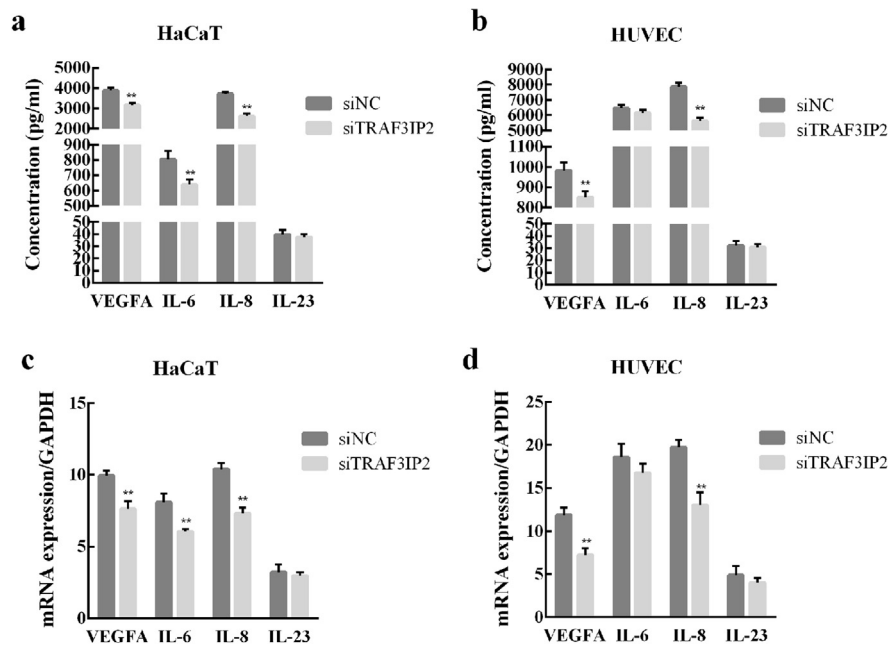 a
HaCaT
Concentration (pg/ml)
5000
4000
3000
2000
900
800
700
600
500
50
40
30
20
10
0
**
**
**
VEGFA IL-6 IL-8 IL-23
siNC
siTRAF3IP2
b
HUVEC
Concentration (pg/ml)
9000
8000
7000
6000
5000
1100
1000
900
800
50
40
30
20
10
0
**
**
VEGFA IL-6 IL-8 IL-23
siNC
siTRAF3IP2
c
HaCaT
mRNA expression/GAPDH
15
10
5
0
**
**
**
VEGFA IL-6 IL-8 IL-23
siNC
siTRAF3IP2
d
HUVEC
mRNA expression/GAPDH
25
20
15
10
5
0
**
**
VEGFA IL-6 IL-8 IL-23
siNC
siTRAF3IP2